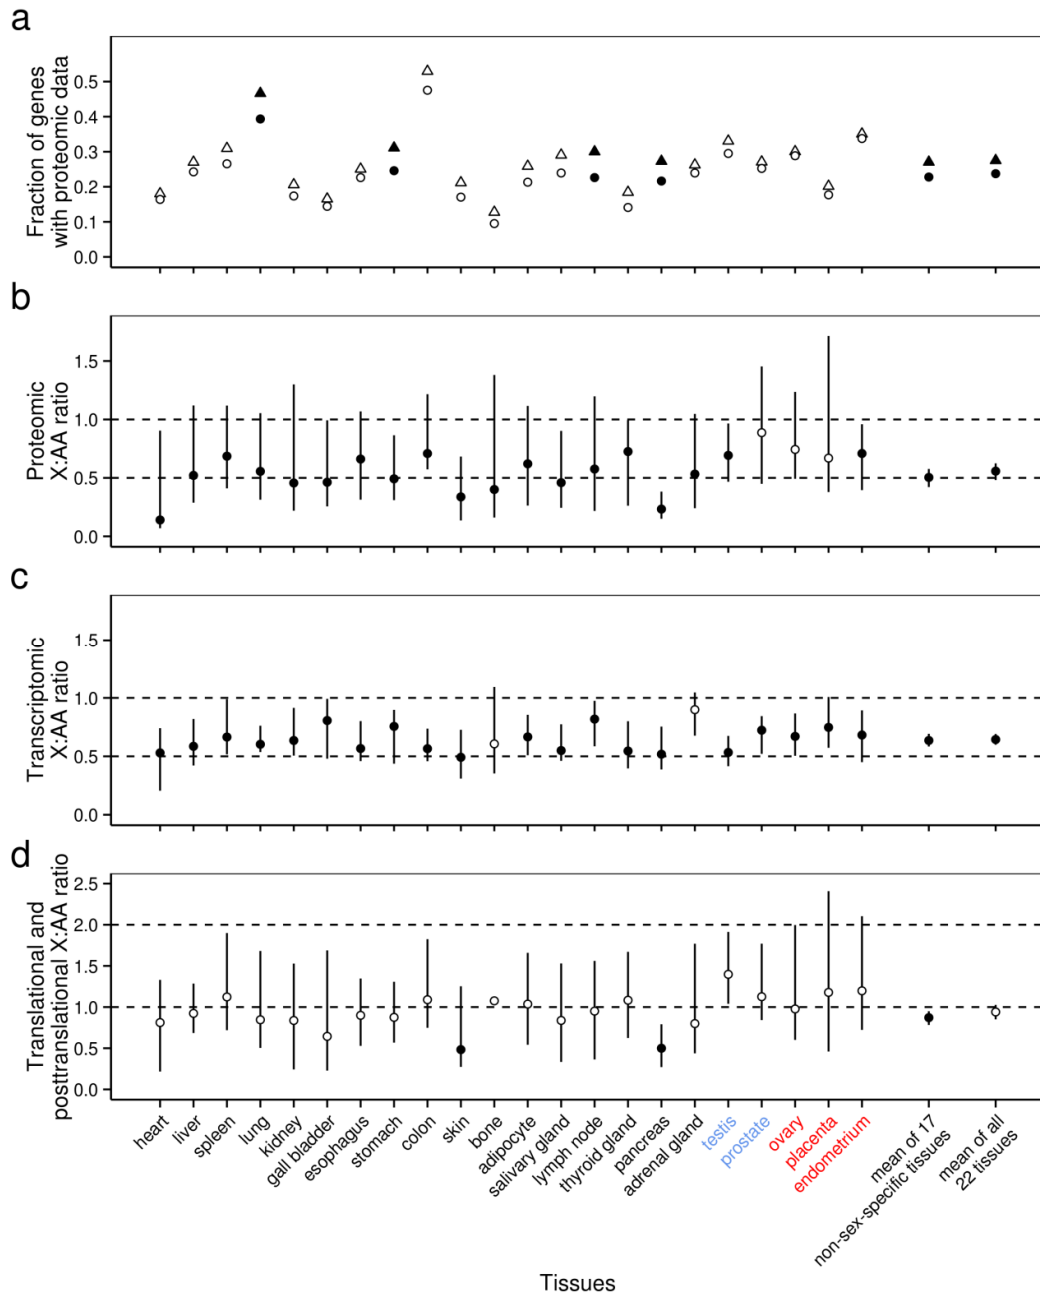 a
Fraction of genes
with proteomic data
0.5
0.4
0.3
0.2
0.1
0.0
b
Proteomic
X:AA ratio
1.5
1.0
0.5
0.0
c
Transcriptomic
X:AA ratio
1.5
1.0
0.5
0.0
d
Translational and
posttranslational X:AA ratio
2.5
2.0
1.5
1.0
0.5
0.0
heart
liver
spleen
lung
kidney
gall bladder
esophagus
stomach
colon
skin
bone
adipocyte
salivary gland
lymph node
thyroid gland
pancreas
adrenal gland
testis
prostate
ovary
placenta
endometrium
mean of 17
non-sex-specific tissues
mean of all
22 tissues
Tissues